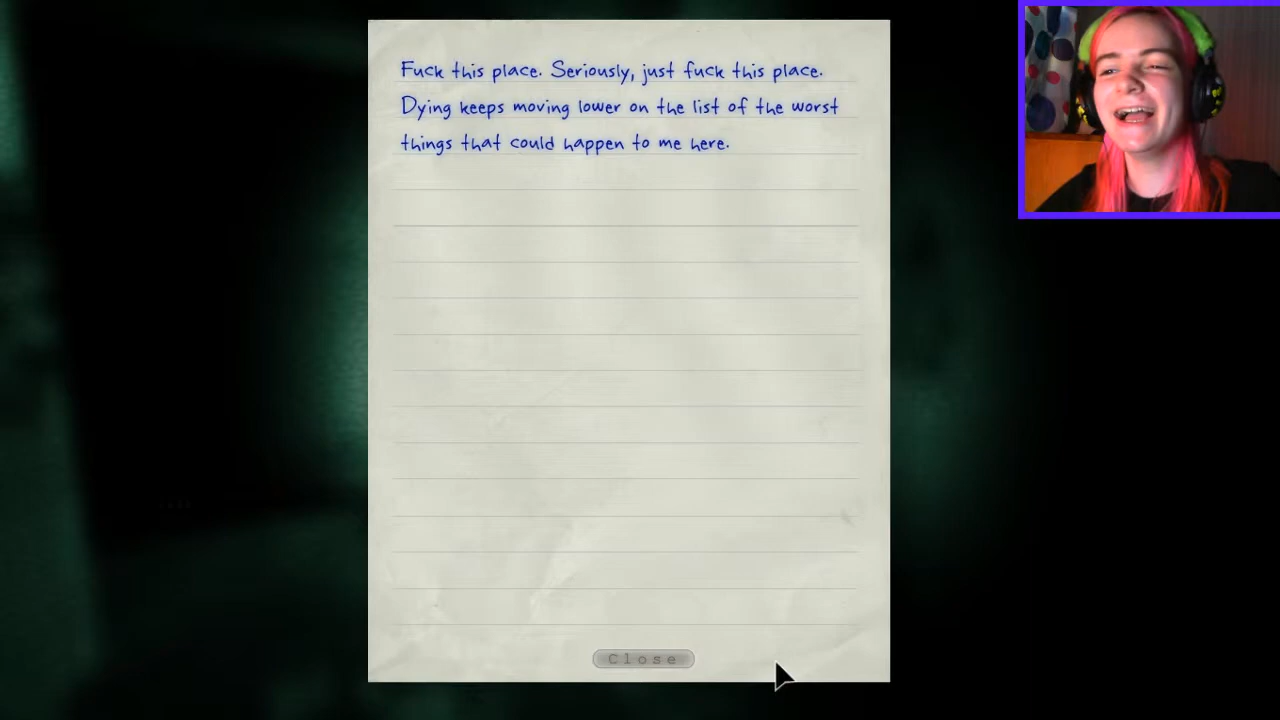 Fuck this place. Seriously, just fuck this place.
Dying keeps moving lower on the list of the worst
things that could happen to me here.
Close